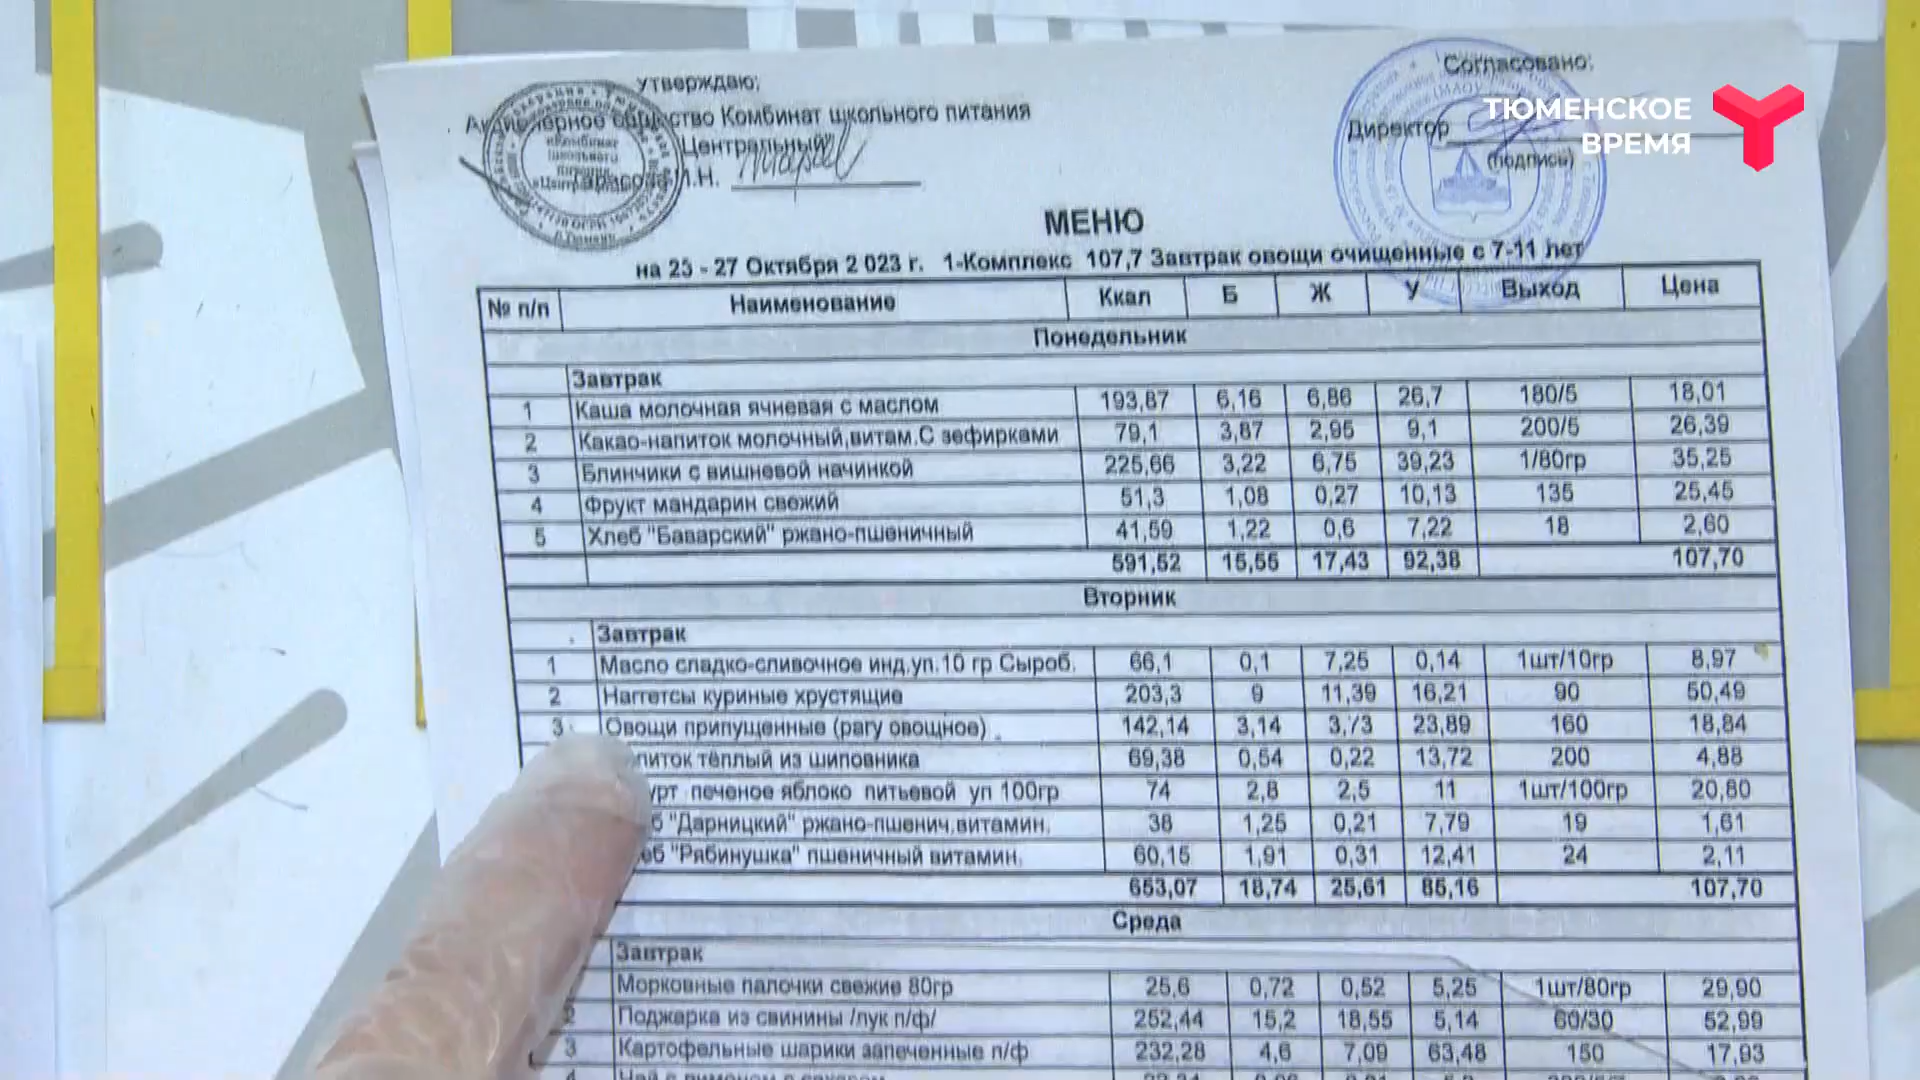 утверждаю;
Согласовано:
Акционерное общество Комбинат школьного питания
ТЮМЕНСКОЕ
ВРЕМЯ
Центральный
Директор
(подпись)
Тарасова И.Н.
МЕНЮ
на 23 - 27 Октября 2 023 г. 1-Комплекс 107,7 Завтрак овощи очищенные с 7-11 лет
№ п/п Наименование Ккал Б Ж У Выход Цена
Понедельник
Завтрак
1 Каша молочная ячневая с маслом 193,87 6,16 6,86 26,7 180/5 18,01
2 Какао-напиток молочный,витам.С зефирками 79,1 3,87 2,95 9,1 200/5 26,39
3 Блинчики с вишневой начинкой 225,66 3,22 6,75 39,23 1/80гр 35,25
4 Фрукт мандарин свежий 51,3 1,08 0,27 10,13 135 25,45
5 Хлеб "Баварский" ржано-пшеничный 41,59 1,22 0,6 7,22 18 2,60
591,52 15,55 17,43 92,38 107,70
Вторник
Завтрак
1 Масло сладко-сливочное инд.уп.10 гр Сыроб. 66,1 0,1 7,25 0,14 1шт/10гр 8,97
2 Наггетсы куриные хрустящие 203,3 9 11,39 16,21 90 50,49
3 Овощи припущенные (рагу овощное) 142,14 3,14 3,73 23,89 160 18,84
питок тёплый из шиповника 69,38 0,54 0,22 13,72 200 4,88
урт печеное яблоко питьевой уп 100гр 74 2,8 2,5 11 1шт/100гр 20,80
б "Дарницкий" ржано-пшенич,витамин. 38 1,25 0,21 7,79 19 1,61
еб "Рябинушка" пшеничный витамин. 60,15 1,91 0,31 12,41 24 2,11
653,07 18,74 25,61 85,16 107,70
Среда
Завтрак
Морковные палочки свежие 80гр 25,6 0,72 0,52 5,25 1шт/80гр 29,90
2 Поджарка из свинины /лук п/ф/ 252,44 15,2 18,55 5,14 60/30 52,99
3 Картофельные шарики запеченные п/ф 232,28 4,6 7,09 63,48 150 17,93